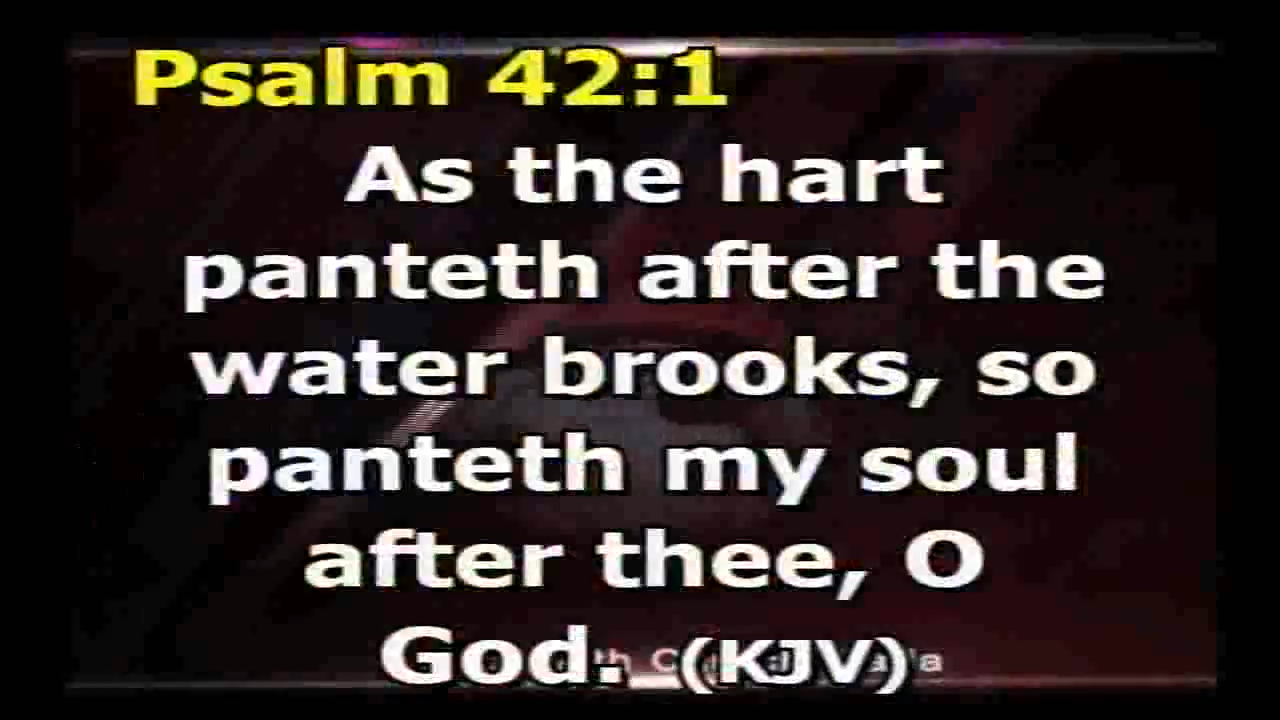 Psalm 42:1
As the hart
panteth after the
water brooks, so
panteth my soul
after thee, O
God. (KJV)